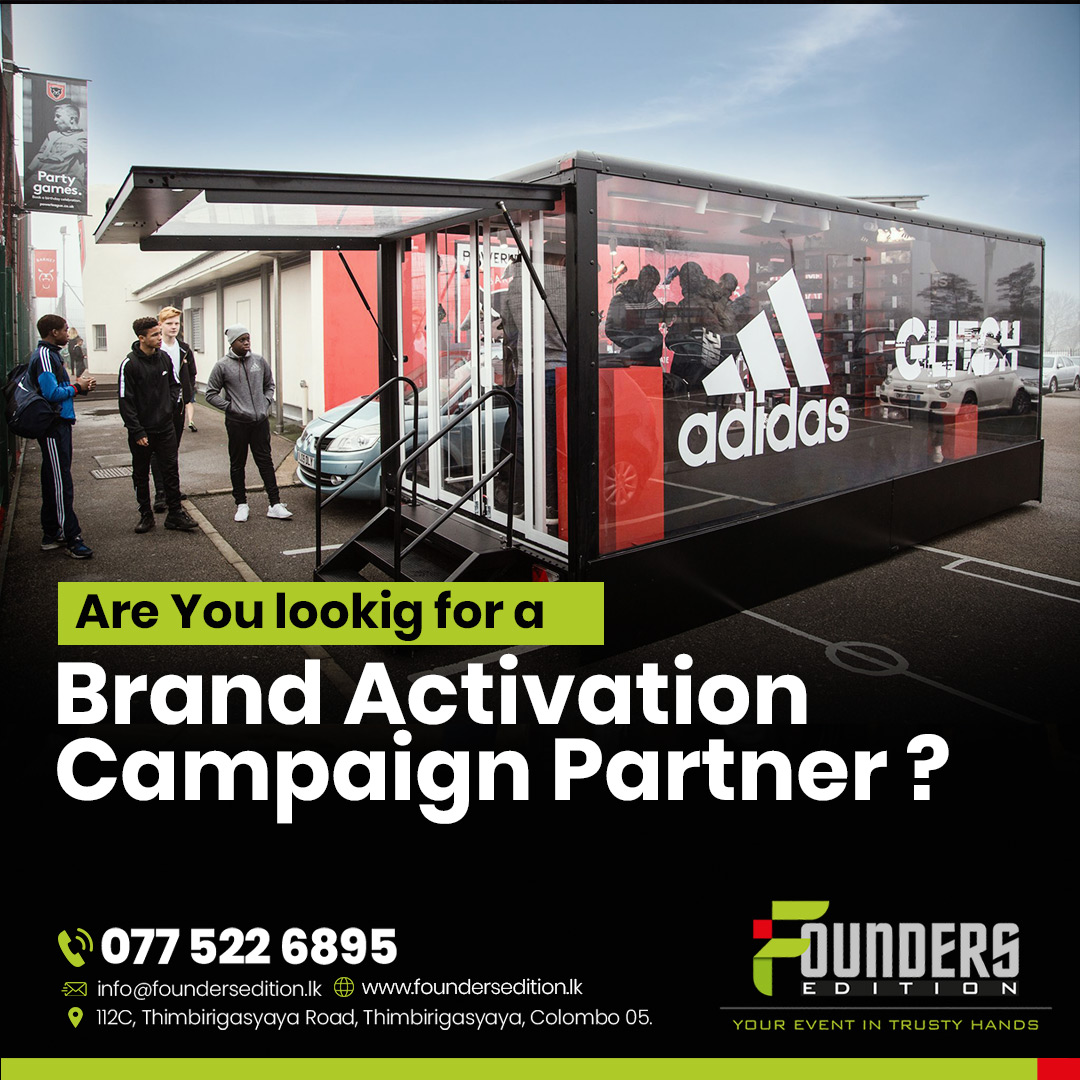 Party
games.
adidas
GLITCH
Are You lookig for a
Brand Activation
Campaign Partner ?
077 522 6895
info@foundersedition.lk www.foundersedition.lk
112C, Thimbirigasyaya Road, Thimbirigasyaya, Colombo 05.
FOUNDERS
EDITION
YOUR EVENT IN TRUSTY HANDS